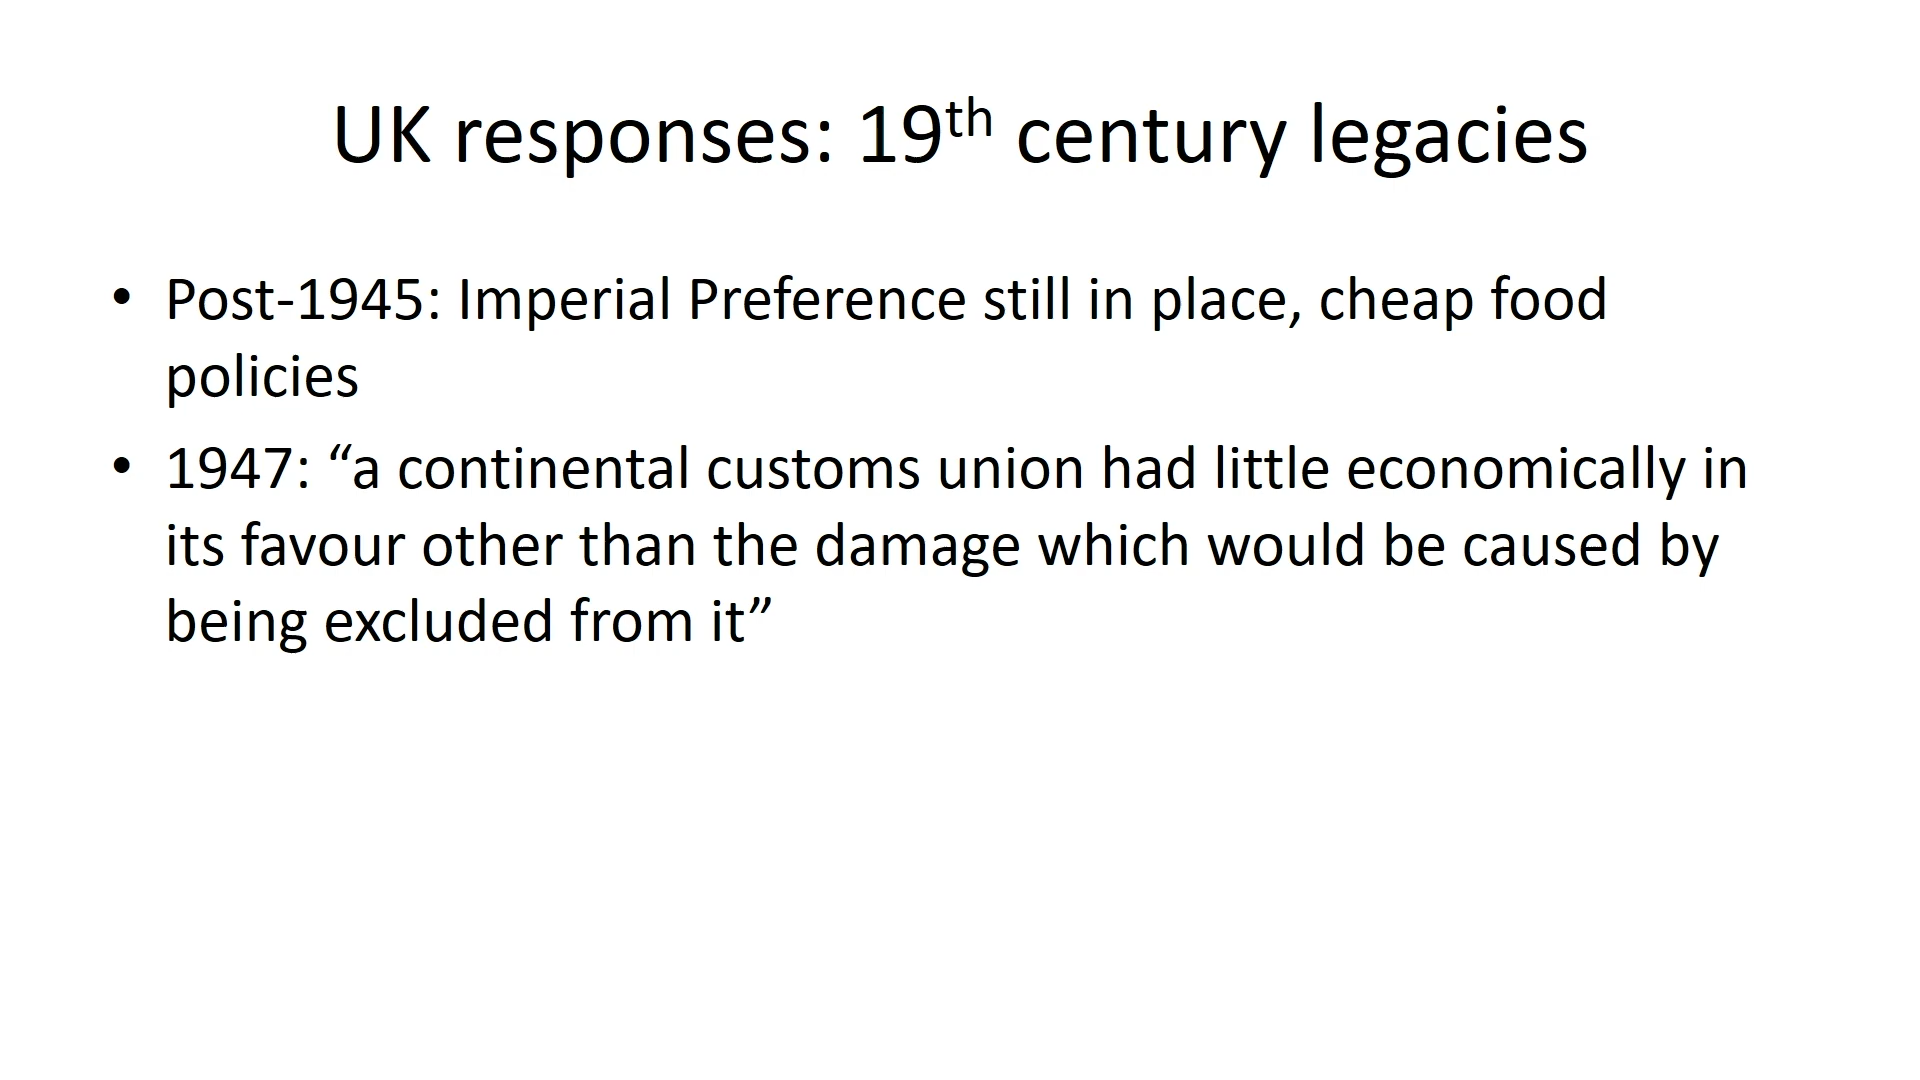 UK responses: 19th century legacies
• Post-1945: Imperial Preference still in place, cheap food
policies
• 1947: “a continental customs union had little economically in
its favour other than the damage which would be caused by
being excluded from it”